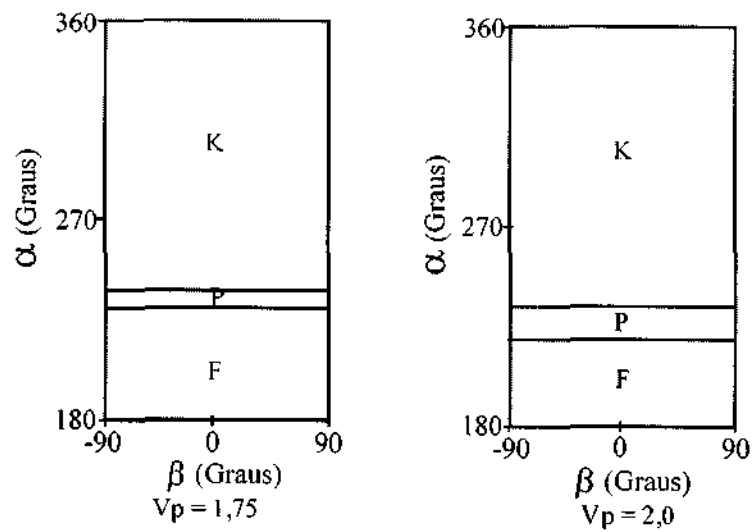 360
K
α (Graus)
270
P
F
180
-90
0
90
β (Graus)
Vp = 1,75
360
K
α (Graus)
270
P
F
180
-90
0
90
β (Graus)
Vp = 2,0